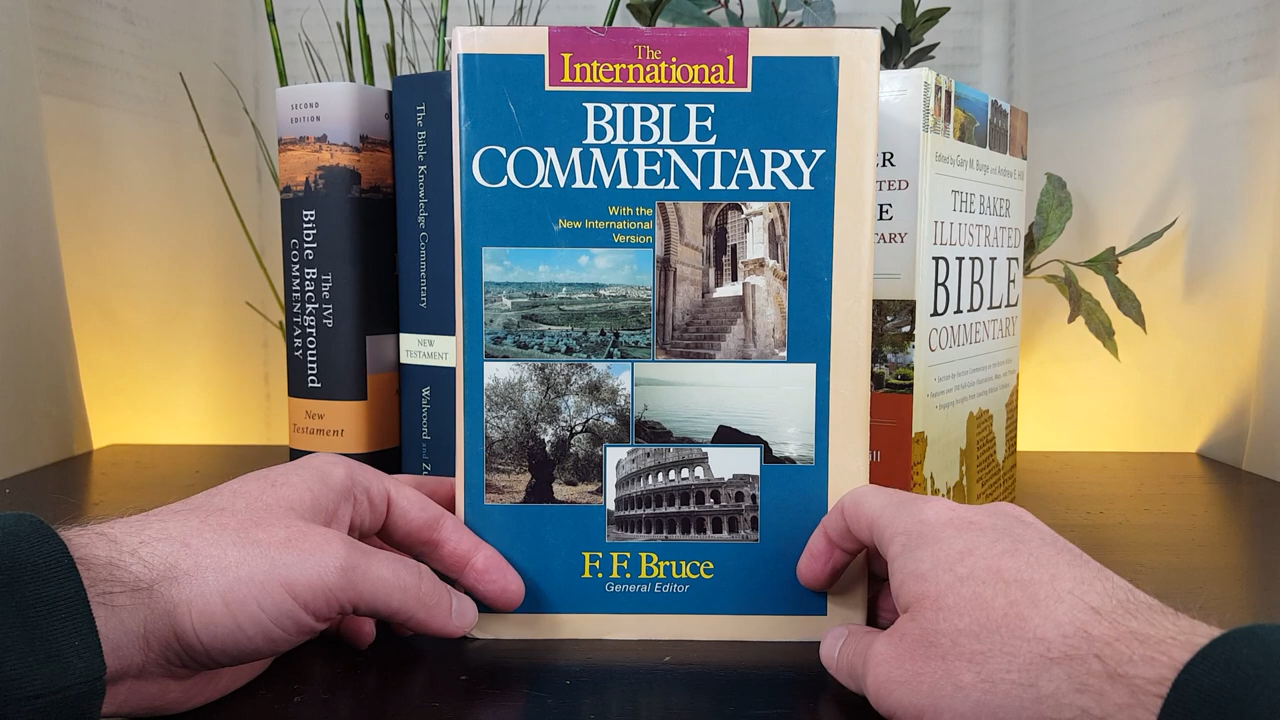 SECOND
EDITION
The IVP
Bible Background
COMMENTARY
New
Testament
The Bible Knowledge Commentary
NEW
TESTAMENT
Walvoord and
The
International
BIBLE
COMMENTARY
With the
New International
Version
F. F. Bruce
General Editor
Edited by Gary M. Burge and Andrew E. Hill
THE BAKER
ILLUSTRATED
BIBLE
COMMENTARY